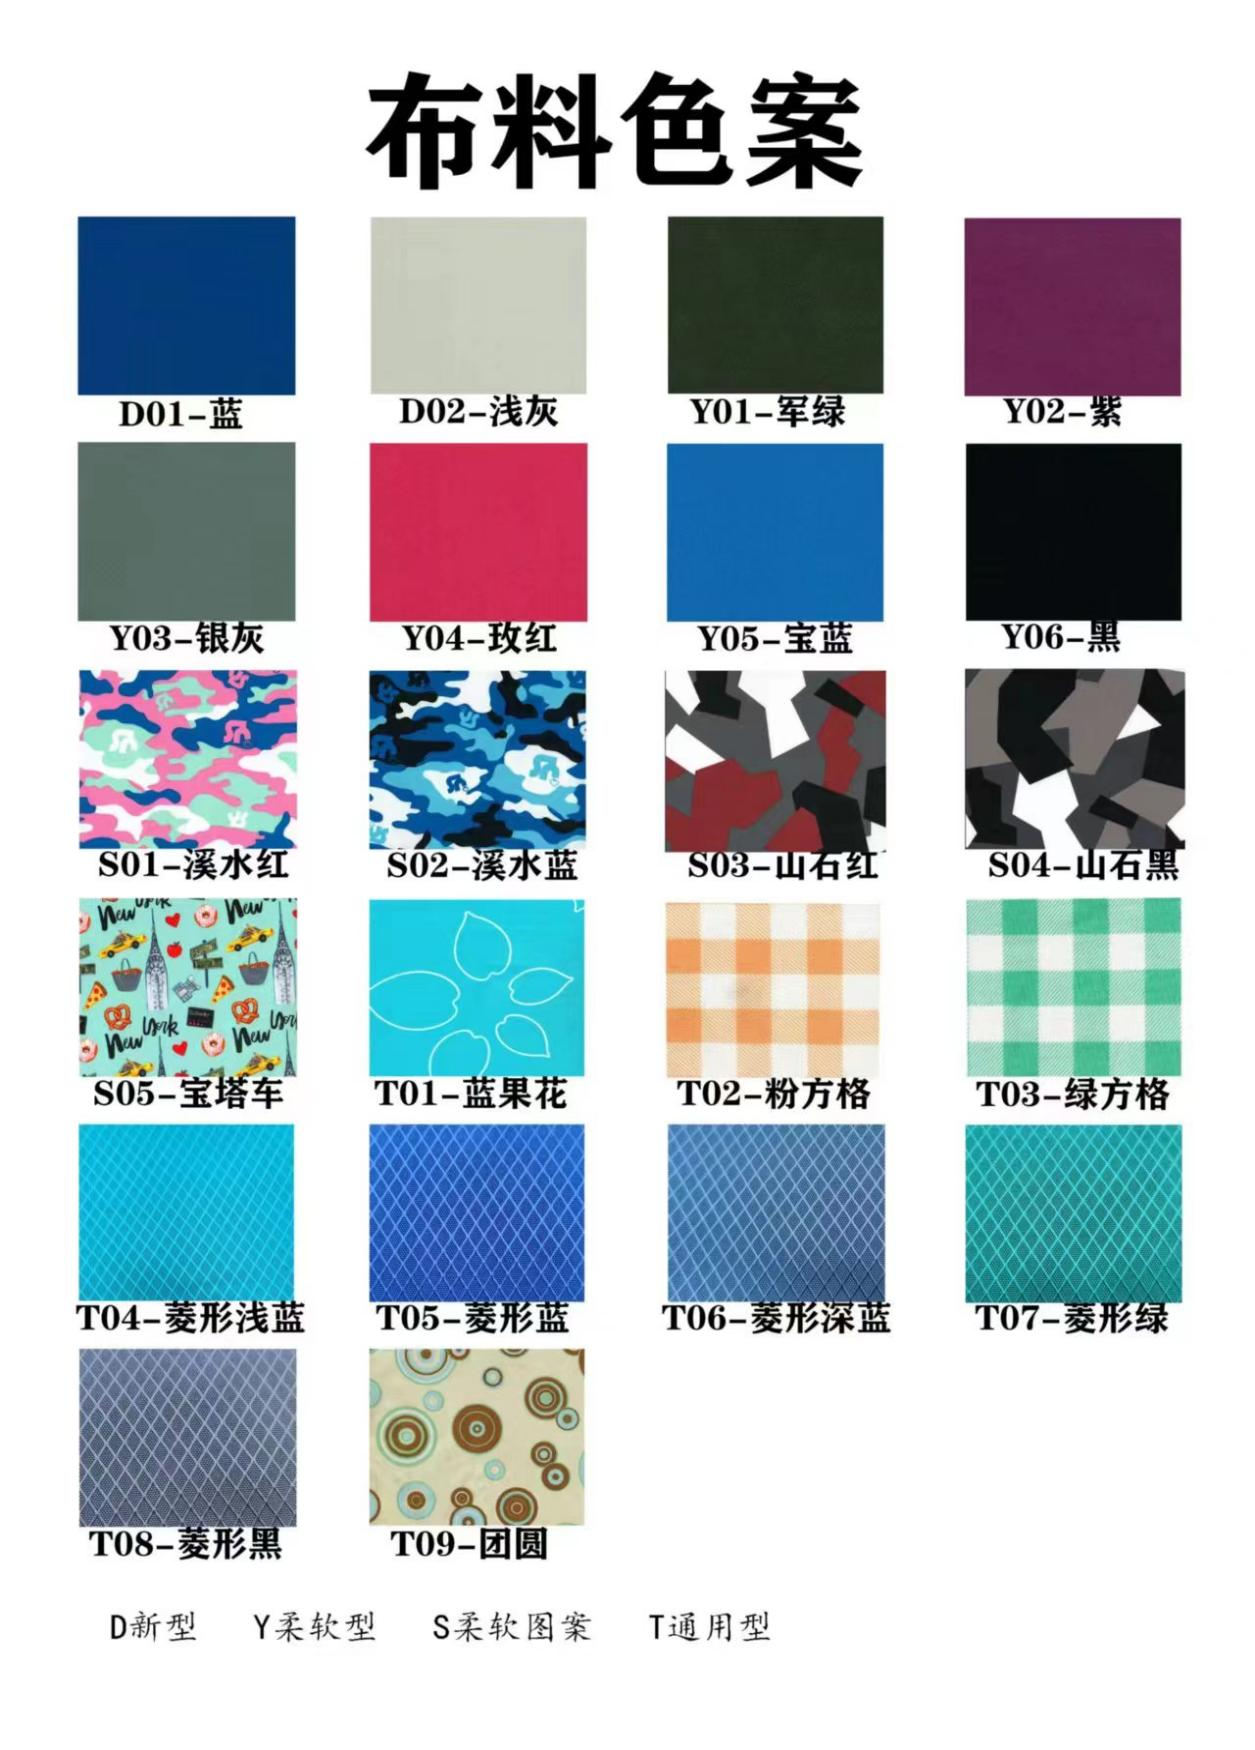 布料色案
D01-蓝
D02-浅灰
Y01-军绿
Y02-紫
Y03-银灰
Y04-玫红
Y05-宝蓝
Y06-黑
S01-溪水红
S02-溪水蓝
S03-山石红
S04-山石黑
New York
New York
S05-宝塔车
T01-蓝果花
T02-粉方格
T03-绿方格
T04-菱形浅蓝
T05-菱形蓝
T06-菱形深蓝
T07-菱形绿
T08-菱形黑
T09-团圆
D新型 Y柔软型 S柔软图案 T通用型